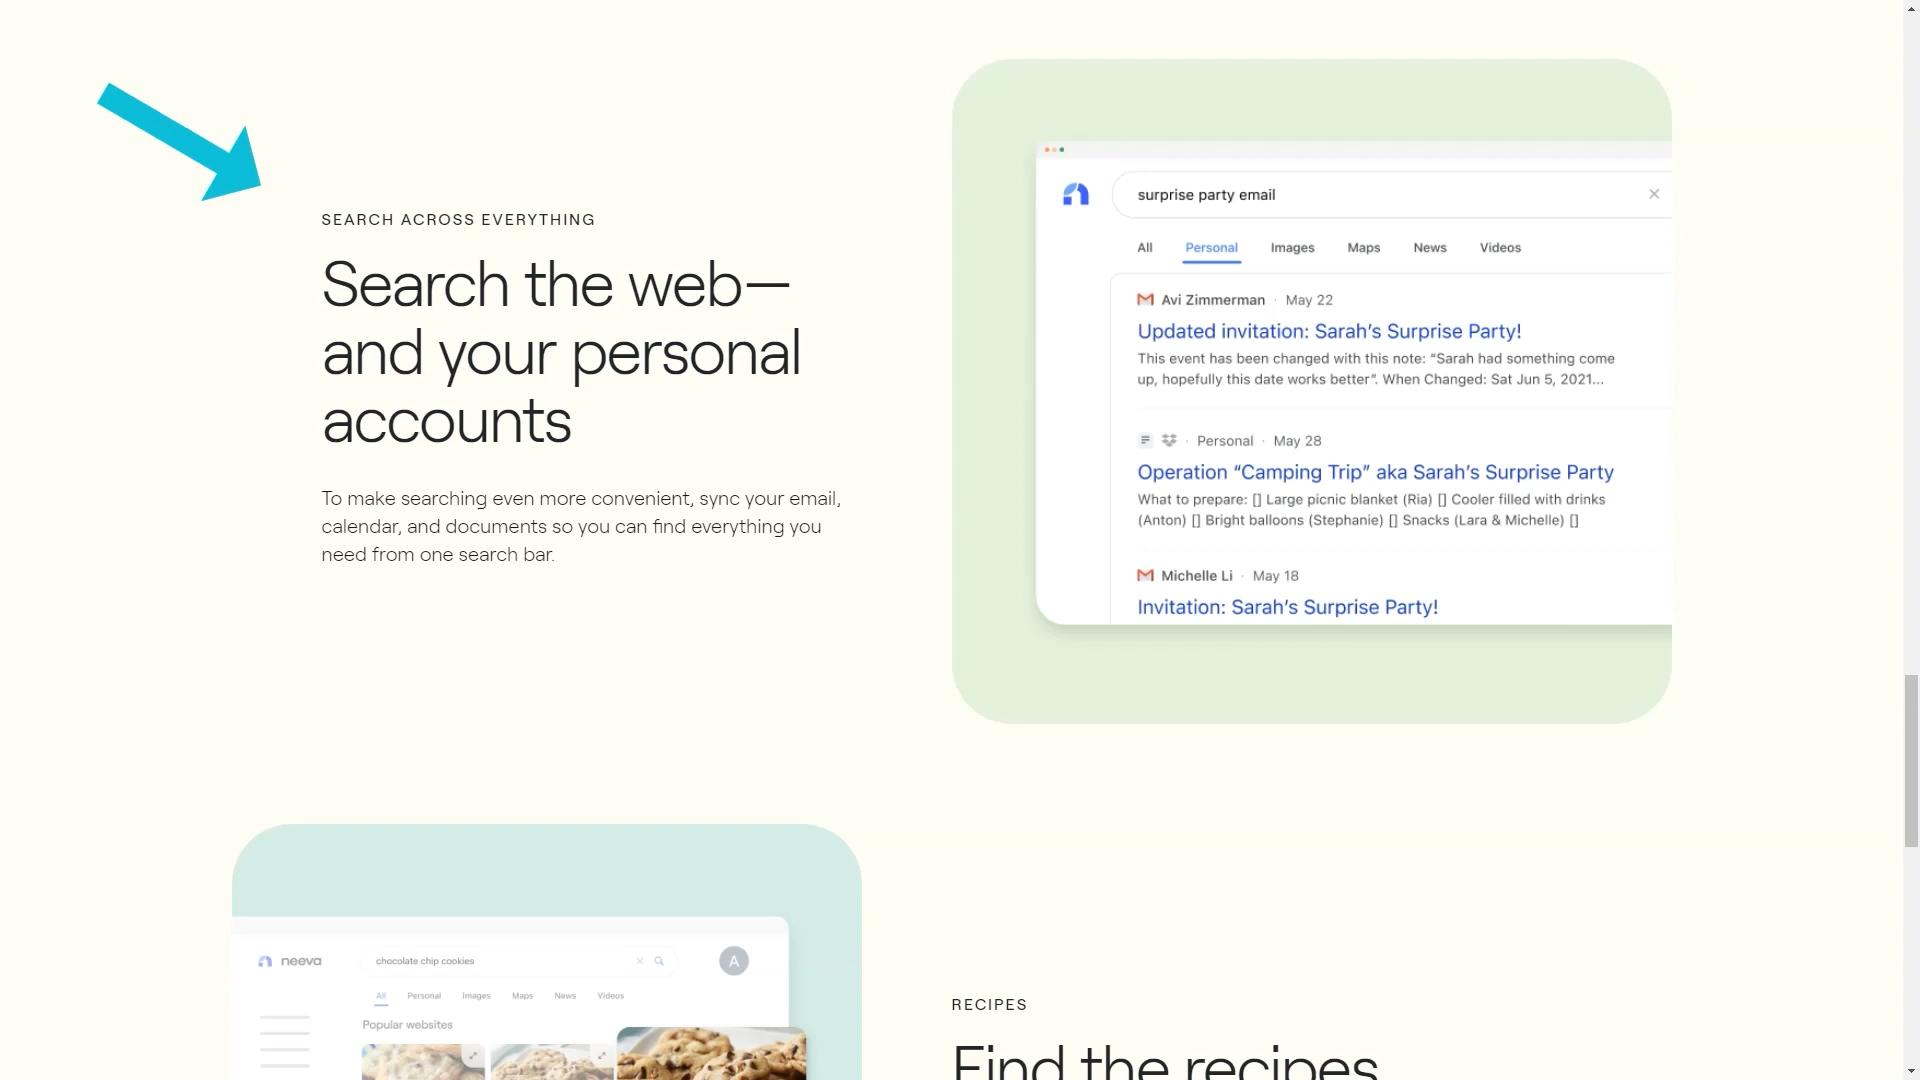 SEARCH ACROSS EVERYTHING
Search the web—
and your personal
accounts
To make searching even more convenient, sync your email,
calendar, and documents so you can find everything you
need from one search bar.
surprise party email
All Personal Images Maps News Videos
Avi Zimmerman · May 22
Updated invitation: Sarah’s Surprise Party!
This event has been changed with this note: “Sarah had something come
up, hopefully this date works better”. When Changed: Sat Jun 5, 2021...
· Personal · May 28
Operation “Camping Trip” aka Sarah’s Surprise Party
What to prepare: [] Large picnic blanket (Ria) [] Cooler filled with drinks
(Anton) [] Bright balloons (Stephanie) [] Snacks (Lara & Michelle) []
Michelle Li · May 18
Invitation: Sarah’s Surprise Party!
neeva
chocolate chip cookies
A
All Personal Images Maps News Videos
Popular websites
RECIPES
Find the recipes